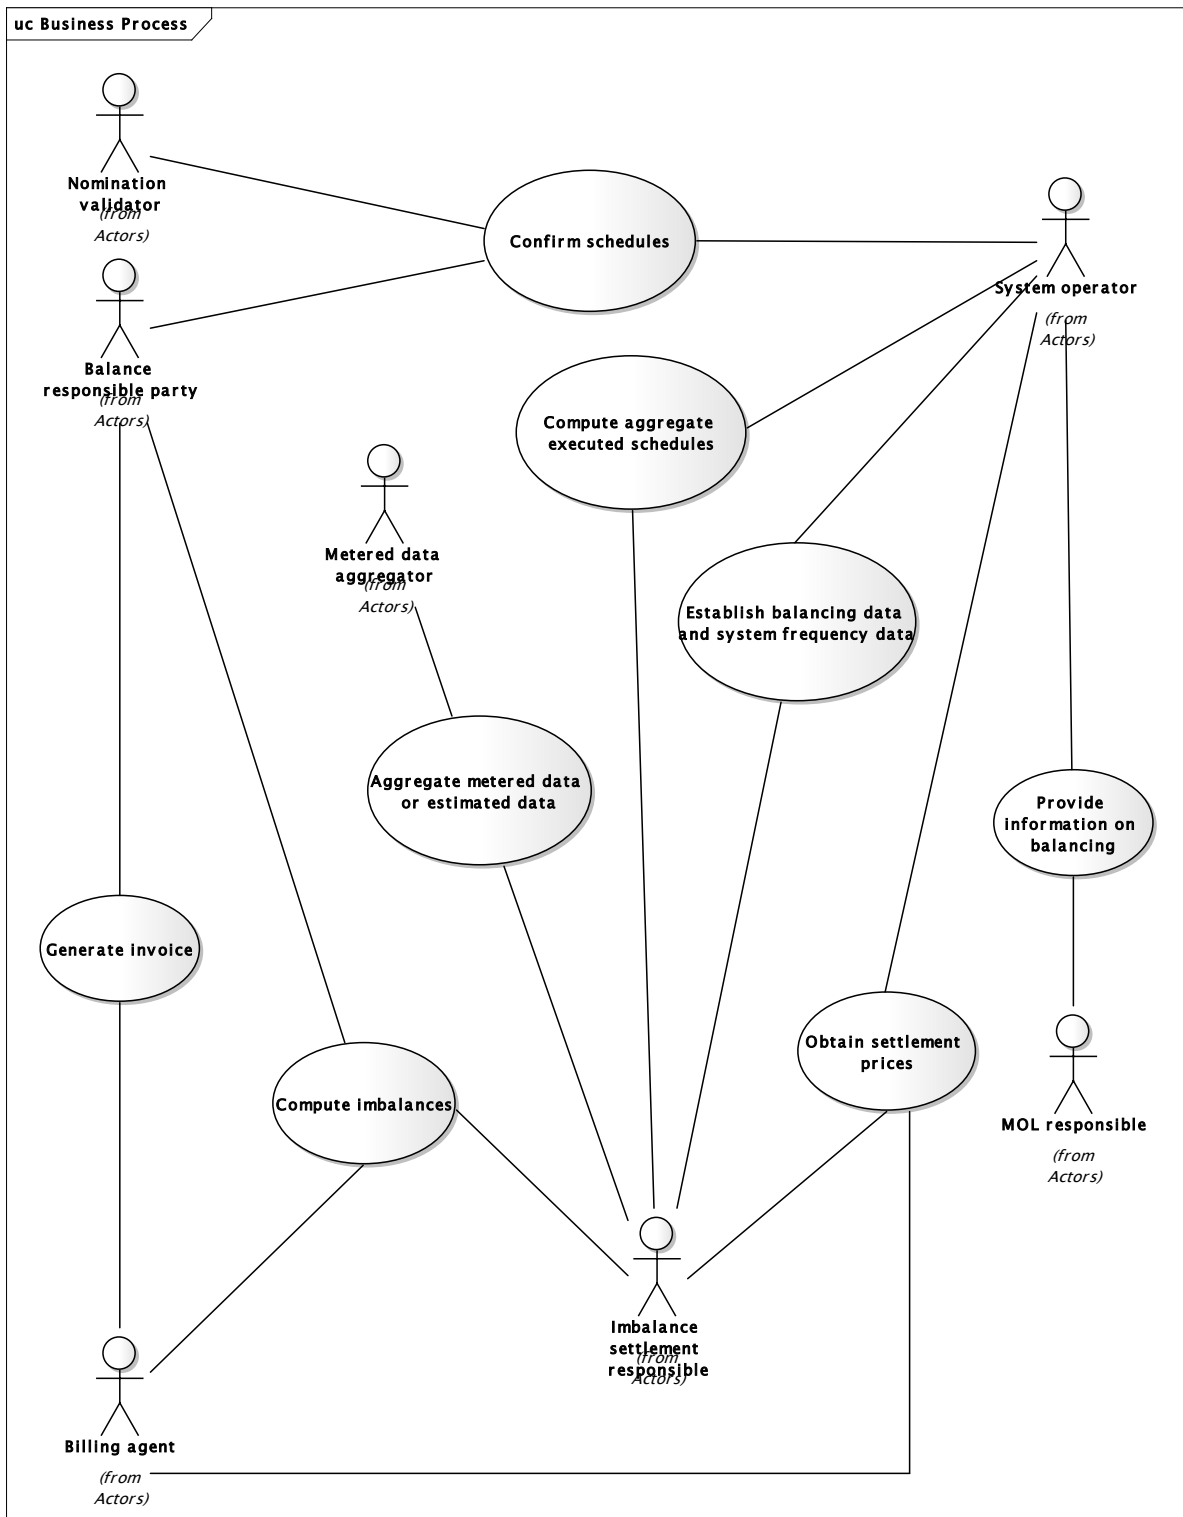 uc Business Process
Nomination
validator
(from
Actors)
System operator
(from
Actors)
Confirm schedules
Balance
responsible party
(from
Actors)
Compute aggregate
executed schedules
Metered data
aggregator
(from
Actors)
Establish balancing data
and system frequency data
Aggregate metered data
or estimated data
Provide
information on
balancing
Generate invoice
Obtain settlement
prices
Compute imbalances
MOL responsible
(from
Actors)
Imbalance
settlement
responsible
(from
Actors)
Billing agent
(from
Actors)